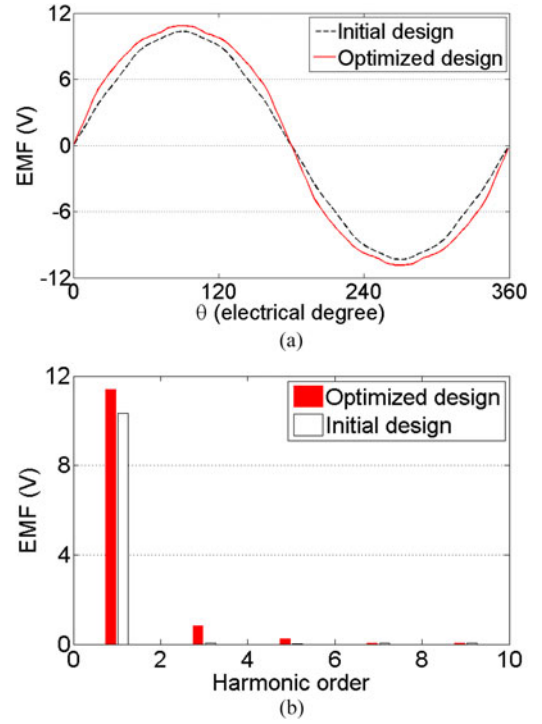 12
6
0
-6
-12
EMF (V)
Initial design
Optimized design
0
120
240
360
θ (electrical degree)
(a)
12
8
4
0
EMF (V)
Optimized design
Initial design
0
2
4
6
8
10
Harmonic order
(b)